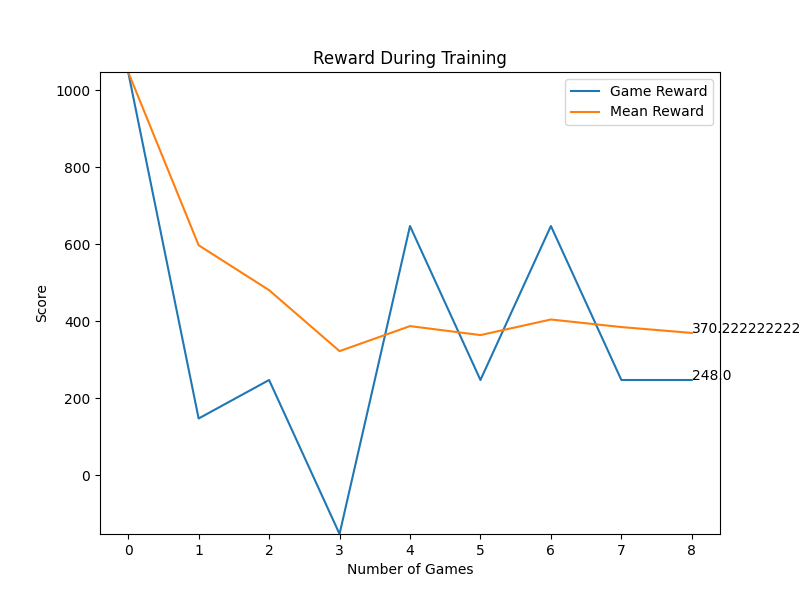 Reward During Training
Game Reward
Mean Reward
1000
800
600
400
200
0
Score
370.222222222
248.0
0 1 2 3 4 5 6 7 8
Number of Games